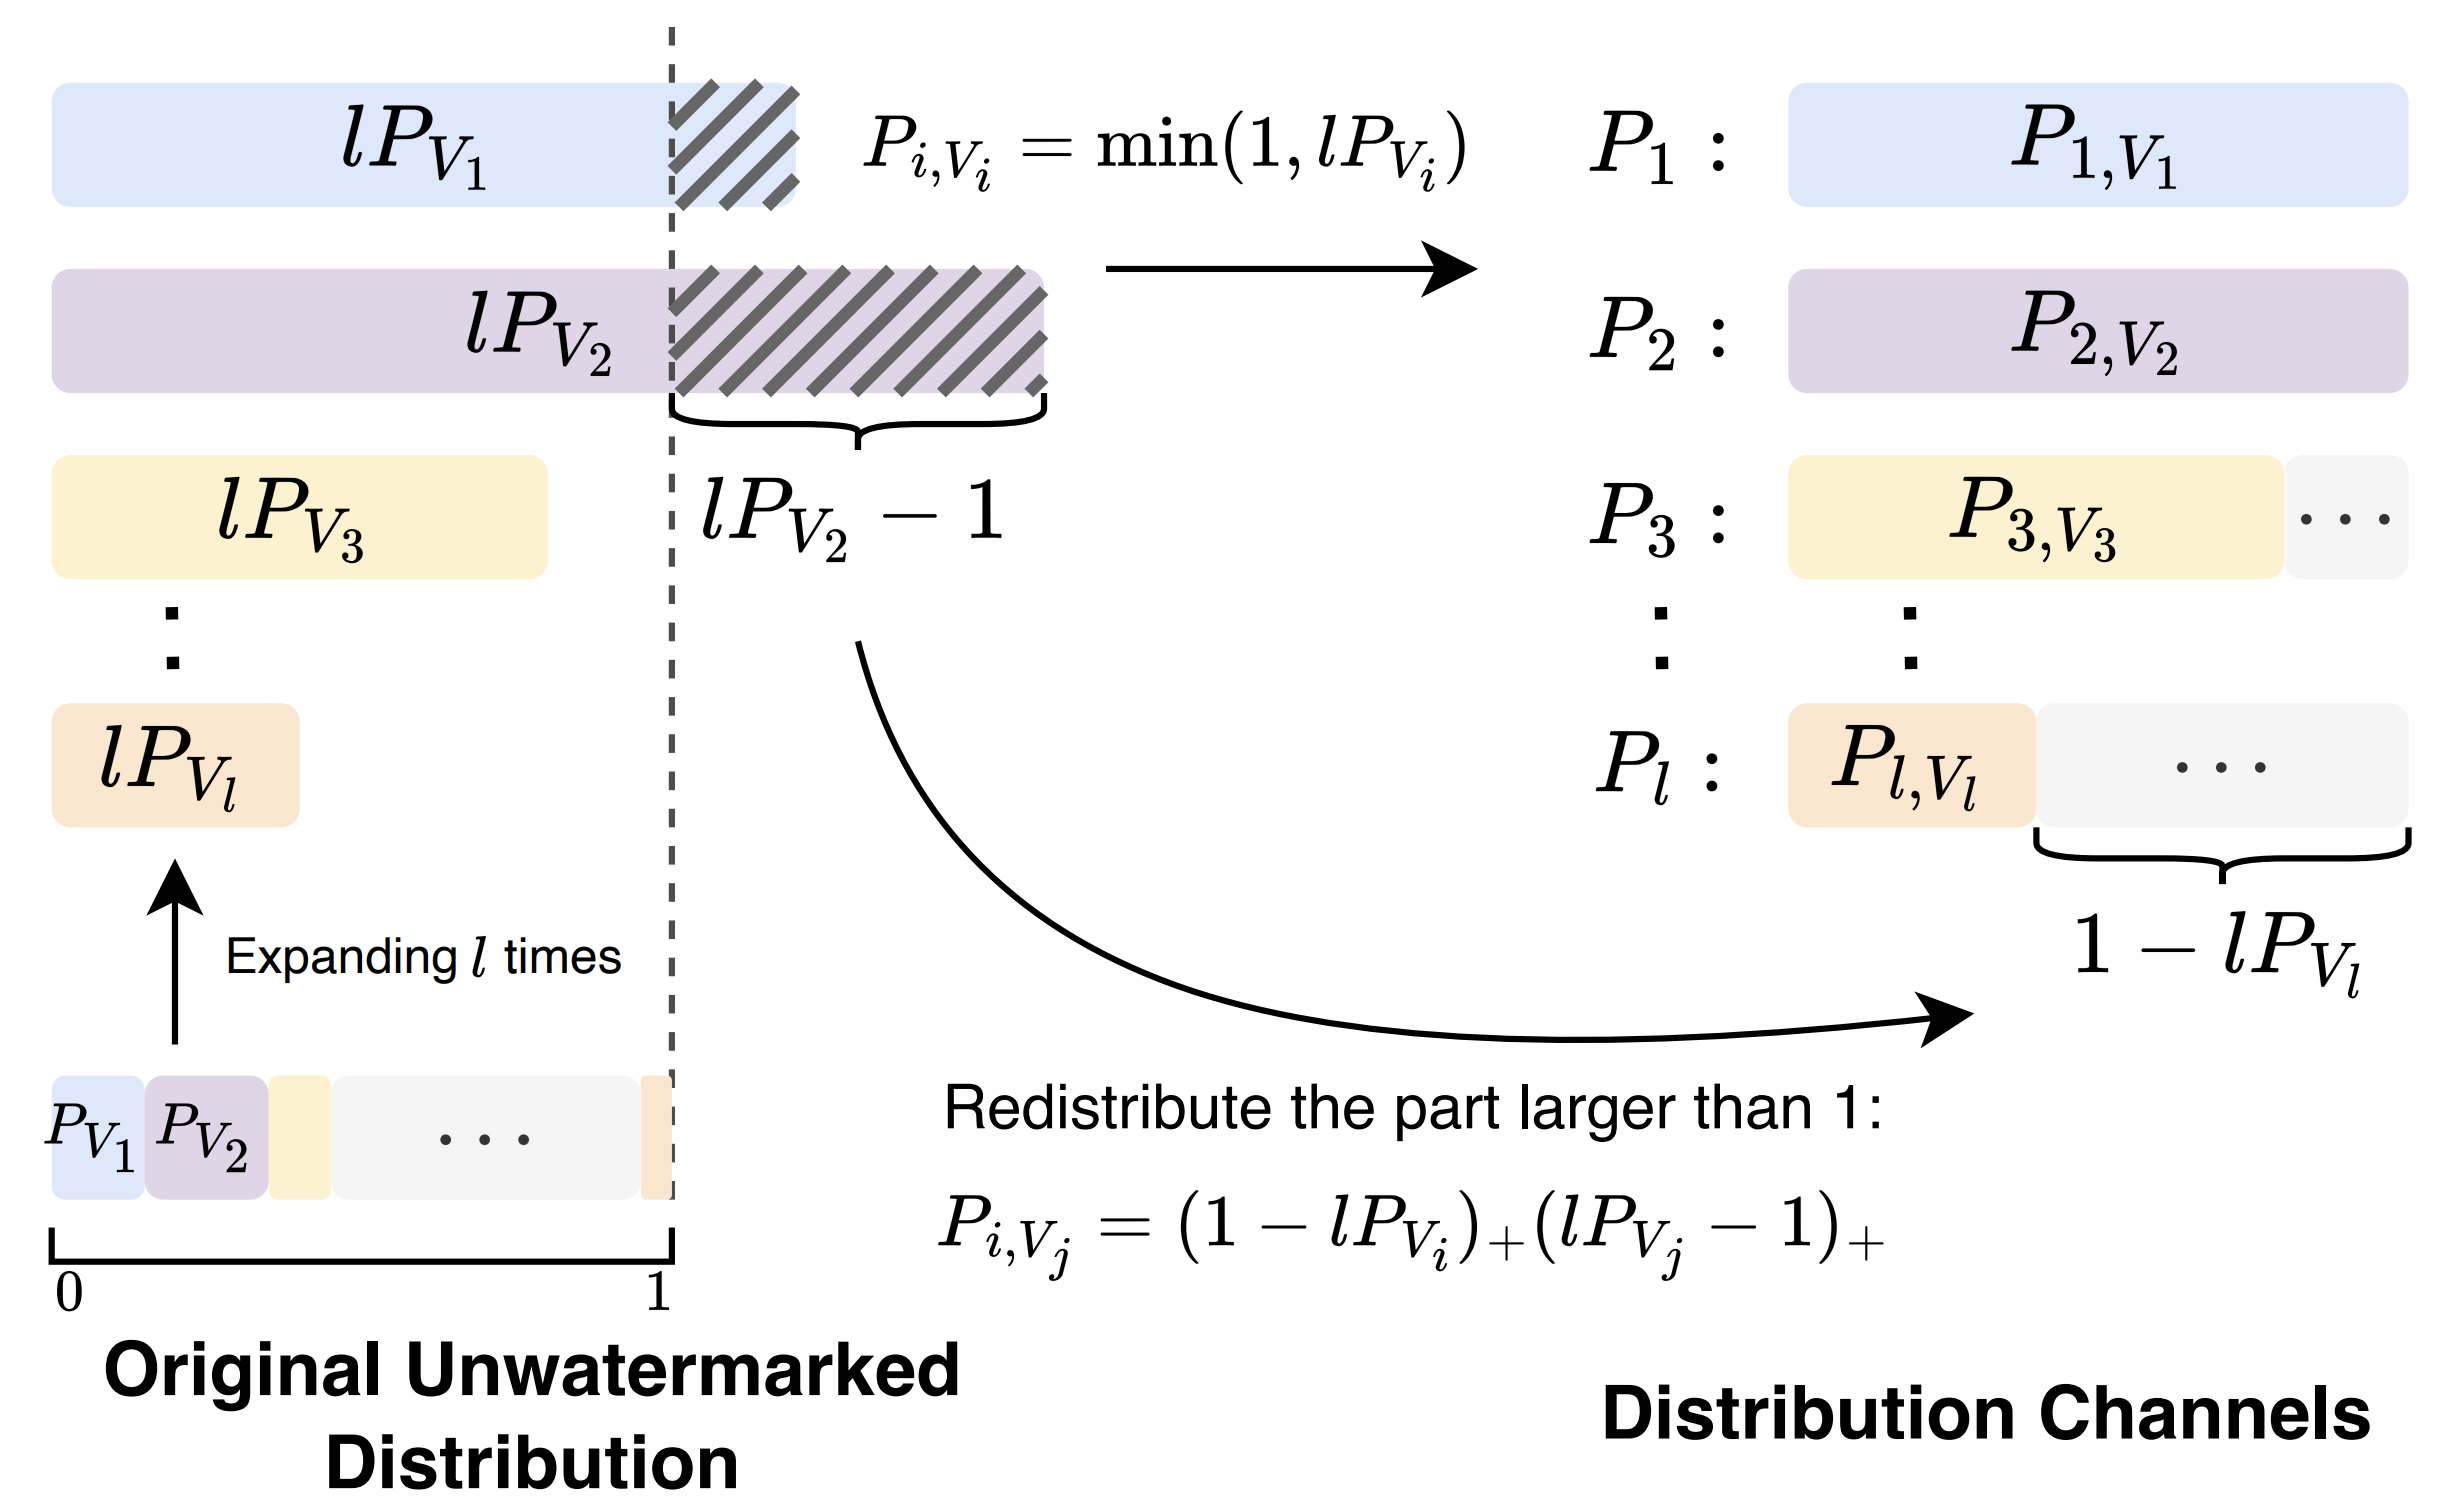 lP_{V_1}
P_{i,V_i} = min(1, lP_{V_i})
P_1 :
P_{1,V_1}
lP_{V_2}
P_2 :
P_{2,V_2}
lP_{V_3}
lP_{V_2} − 1
P_3 :
P_{3,V_3}
···
:
:
:
lP_{V_l}
P_l :
P_{l,V_l}
···
1 − lP_{V_l}
Expanding l times
P_{V_1} P_{V_2} ···
0 1
Redistribute the part larger than 1:
P_{i,V_j} = (1 − lP_{V_i})_+(lP_{V_j} − 1)_+
Original Unwatermarked
Distribution
Distribution Channels